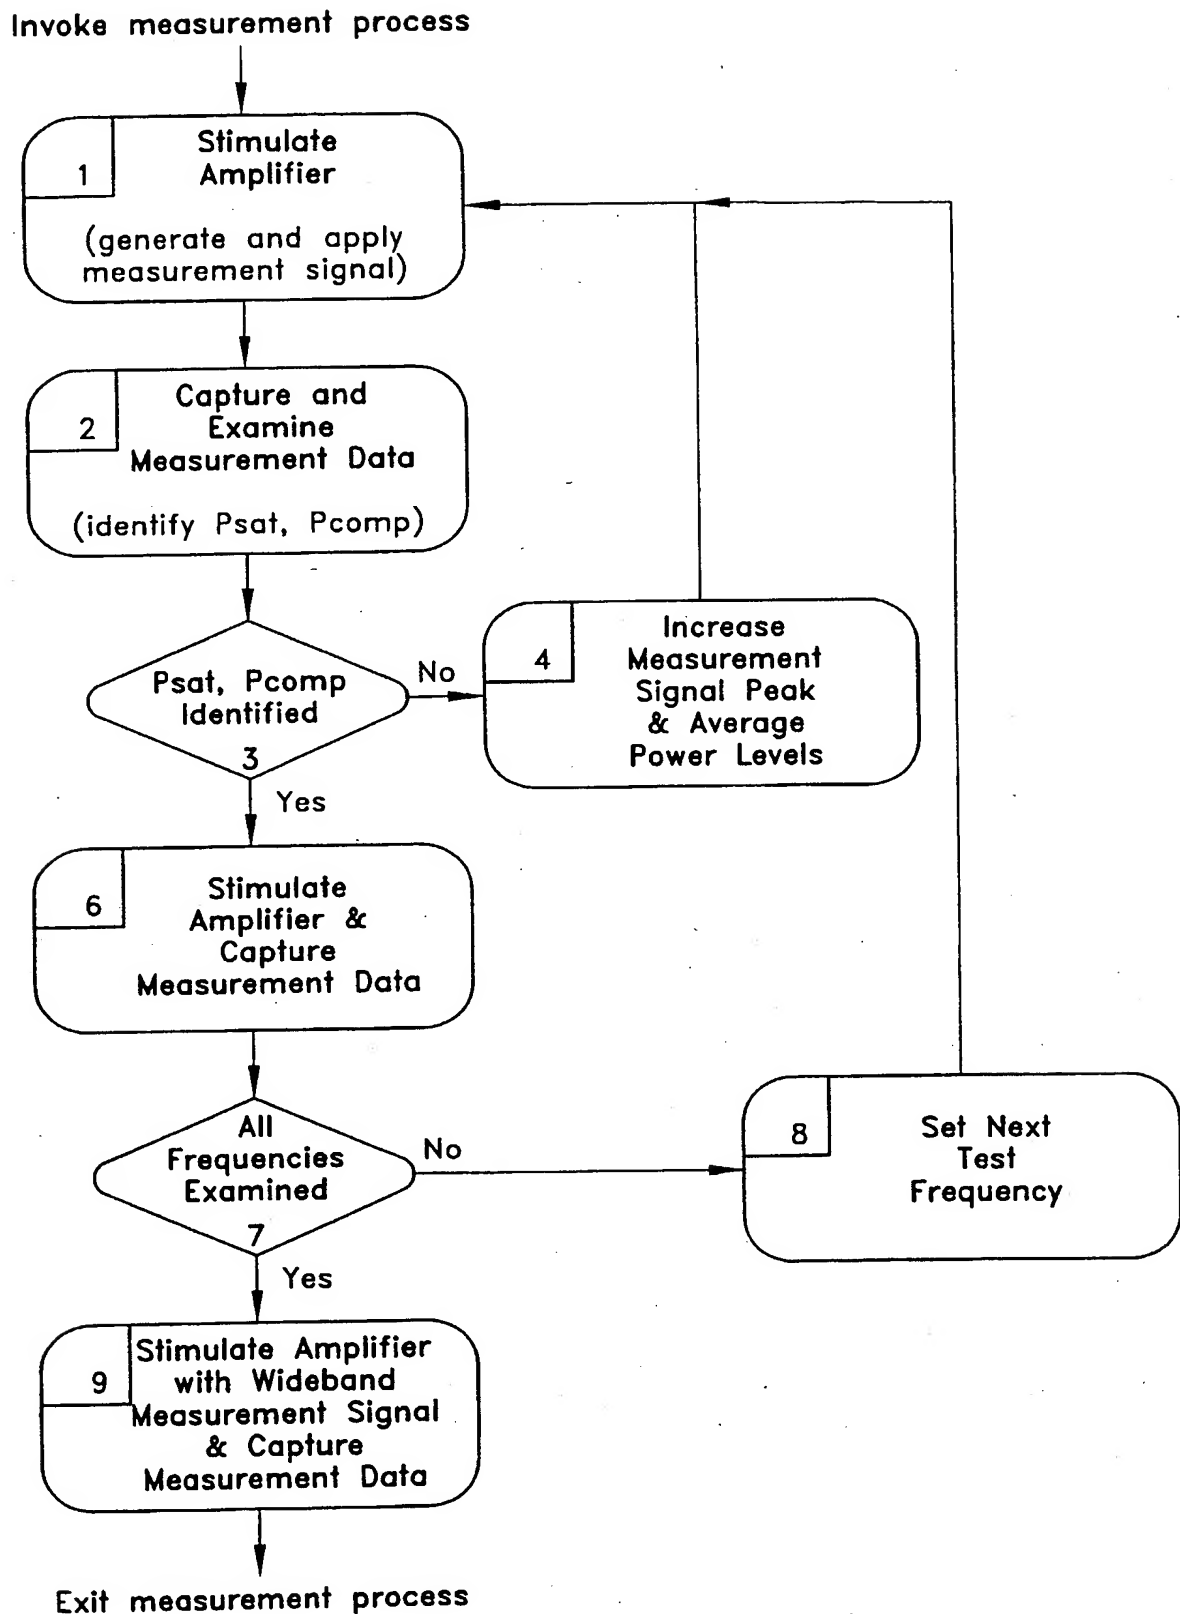 Invoke measurement process
1
Stimulate
Amplifier
(generate and apply
measurement signal)
2
Capture and
Examine
Measurement Data
(identify Psat, Pcomp)
Psat, Pcomp
Identified
3
No
Yes
4
Increase
Measurement
Signal Peak
& Average
Power Levels
6
Stimulate
Amplifier &
Capture
Measurement Data
All
Frequencies
Examined
7
No
Yes
8
Set Next
Test
Frequency
9
Stimulate Amplifier
with Wideband
Measurement Signal
& Capture
Measurement Data
Exit measurement process